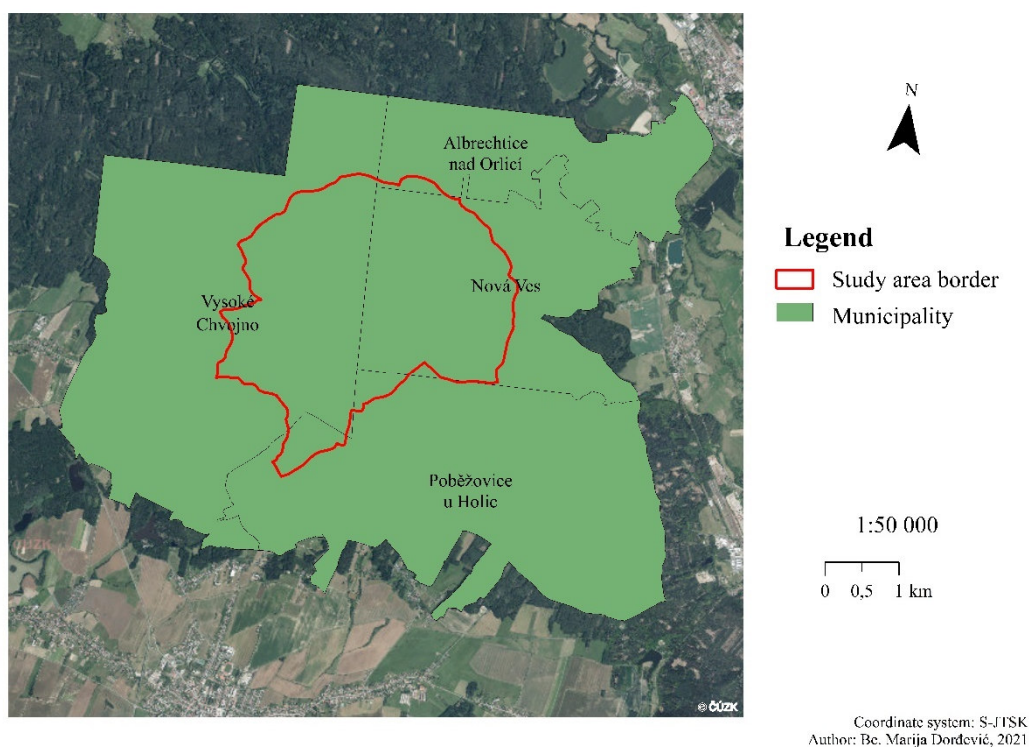 Albrechtice
nad Orlicí
Nová Ves
Vysoké
Chvojno
Poběžovice
u Holic
© ČÚZK
N
Legend
Study area border
Municipality
1:50 000
0 0,5 1 km
Coordinate system: S-JTSK
Author: Bc. Marija Dorđević, 2021